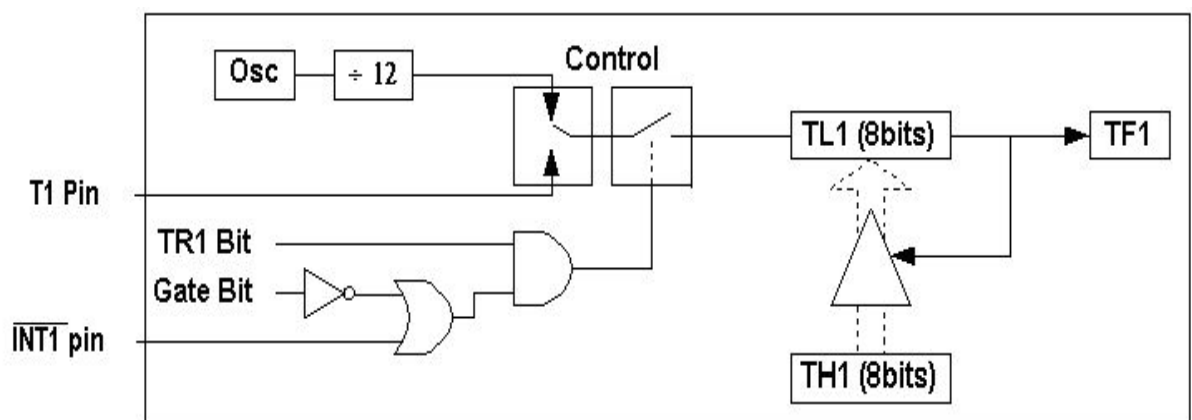 Osc
÷ 12
Control
TL1 (8bits)
TF1
T1 Pin
TR1 Bit
Gate Bit
INT1 pin
TH1 (8bits)